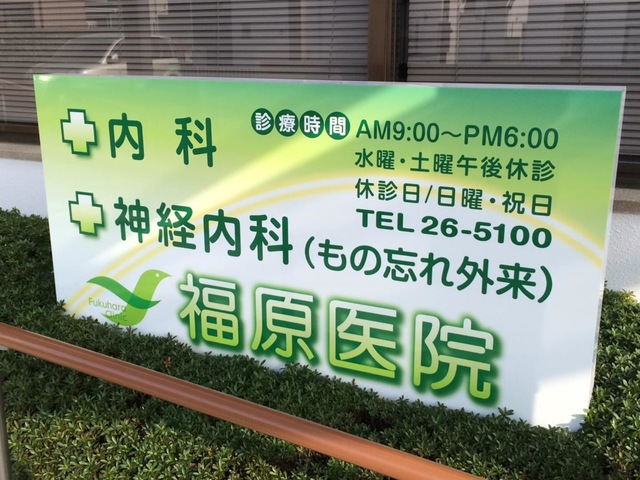 内科
診療時間 AM9:00～PM6:00
水曜・土曜午後休診
休診日/日曜・祝日
TEL 26-5100
神経内科(もの忘れ外来)
Fukuhara
Clinic
福原医院